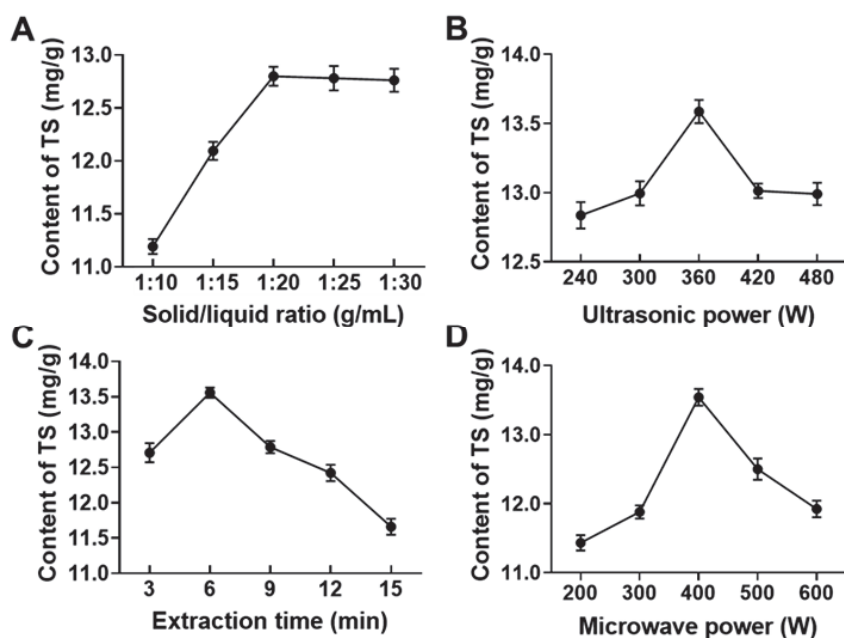 A
Content of TS (mg/g)
13.0
12.5
12.0
11.5
11.0
1:10 1:15 1:20 1:25 1:30
Solid/liquid ratio (g/mL)
B
Content of TS (mg/g)
14.0
13.5
13.0
12.5
240 300 360 420 480
Ultrasonic power (W)
C
Content of TS (mg/g)
14.0
13.5
13.0
12.5
12.0
11.5
11.0
3 6 9 12 15
Extraction time (min)
D
Content of TS (mg/g)
14.0
13.0
12.0
11.0
200 300 400 500 600
Microwave power (W)